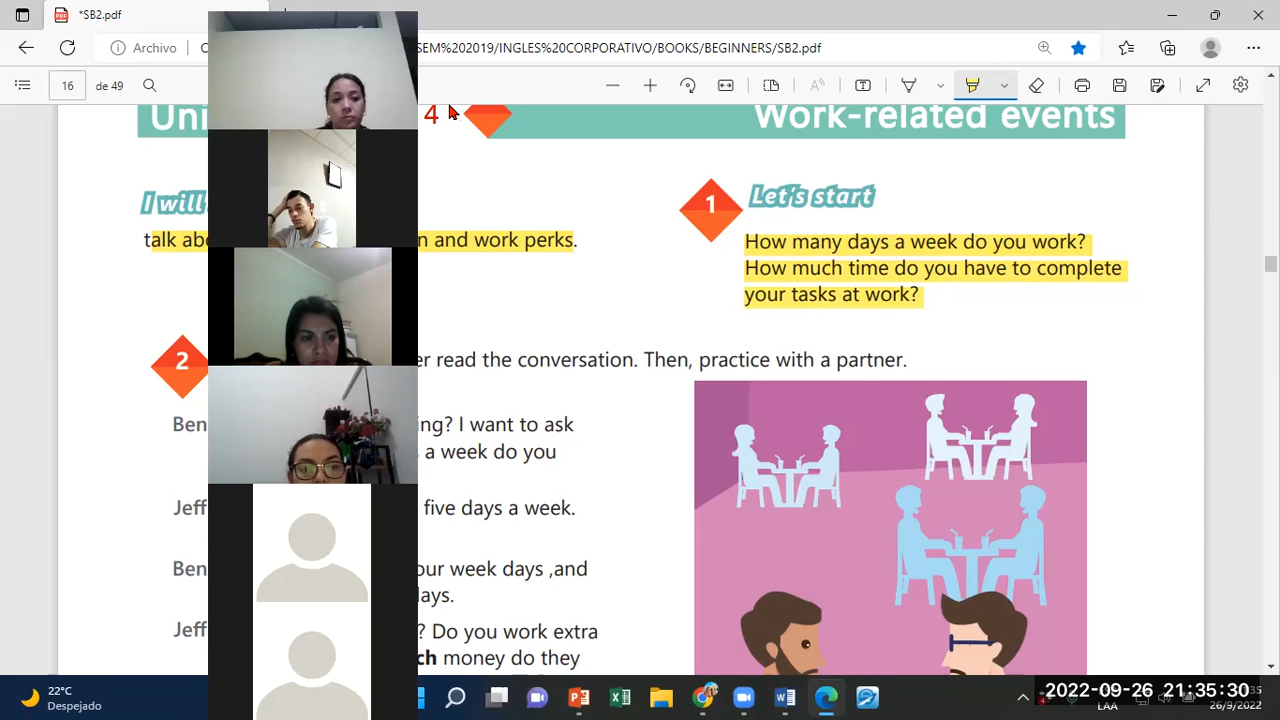 *SB2.pdf
Archivo
SEM%202019/INGLES%20CORPORATIVO/BOOKS/BEGINNERS/SB2.pdf
16 de 49
Uni 4 Work-related events
I will
talk abo n and work perks.
1 Let's start
How many days a week do you work?
How much time do you have to complete
your tasks at work?
2 er read the conversation. Then, practice with a partner.
Ben ing? I want to ask
a week do you
Jeff five days a week.
Ben our week days ,and
days.
Jeff ? Do you work extra
ch money do they
22°C
Despejado
LAA
2022-09-26 21:35:30
26/9/2022